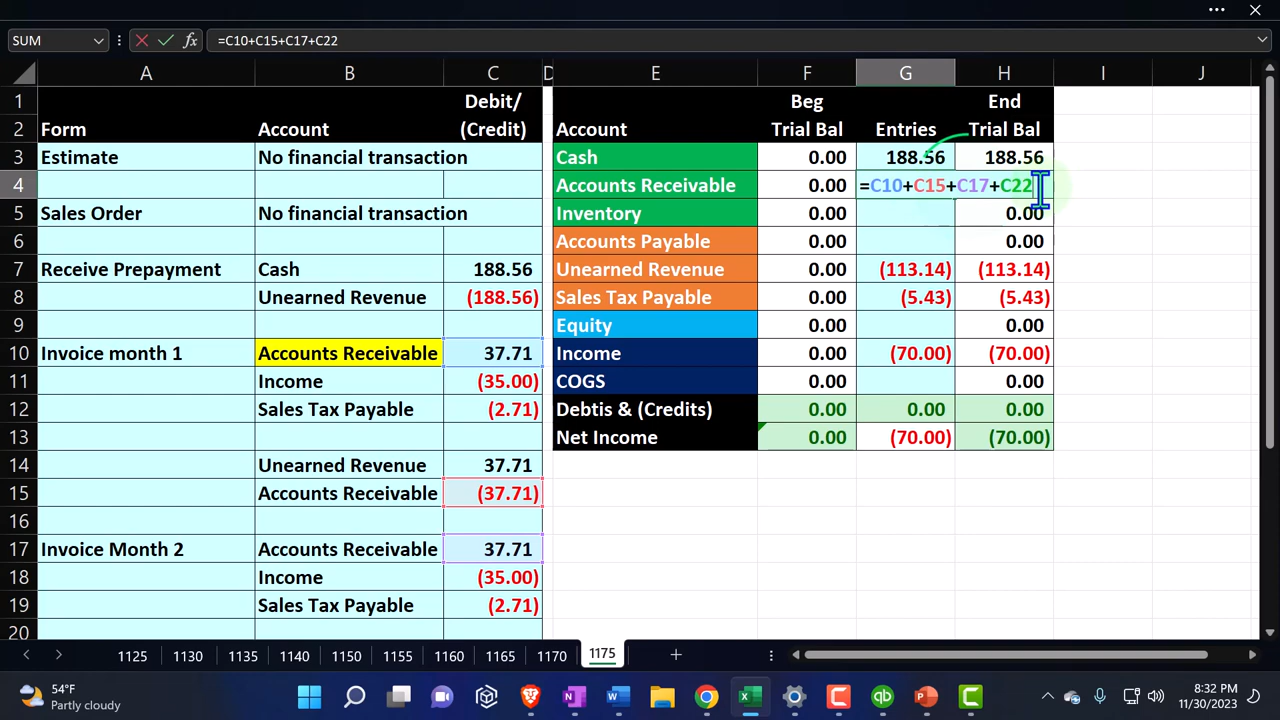 SUM =C10+C15+C17+C22
A B C D E F G H I J
1 Debit/ Beg End
2 Form Account (Credit) Account Trial Bal Entries Trial Bal
3 Estimate No financial transaction Cash 0.00 188.56 188.56
4 Accounts Receivable 0.00 =C10+C15+C17+C22
5 Sales Order No financial transaction Inventory 0.00 0.00
6 Accounts Payable 0.00 0.00
7 Receive Prepayment Cash 188.56 Unearned Revenue 0.00 (113.14) (113.14)
8 Unearned Revenue (188.56) Sales Tax Payable 0.00 (5.43) (5.43)
9 Equity 0.00 0.00
10 Invoice month 1 Accounts Receivable 37.71 Income 0.00 (70.00) (70.00)
11 Income (35.00) COGS 0.00 0.00
12 Sales Tax Payable (2.71) Debtis & (Credits) 0.00 0.00 0.00
13 Net Income 0.00 (70.00) (70.00)
14 Unearned Revenue 37.71
15 Accounts Receivable (37.71)
16
17 Invoice Month 2 Accounts Receivable 37.71
18 Income (35.00)
19 Sales Tax Payable (2.71)
20
1125 1130 1135 1140 1150 1155 1160 1165 1170 1175
54°F 8:32 PM
Partly cloudy 11/30/2023